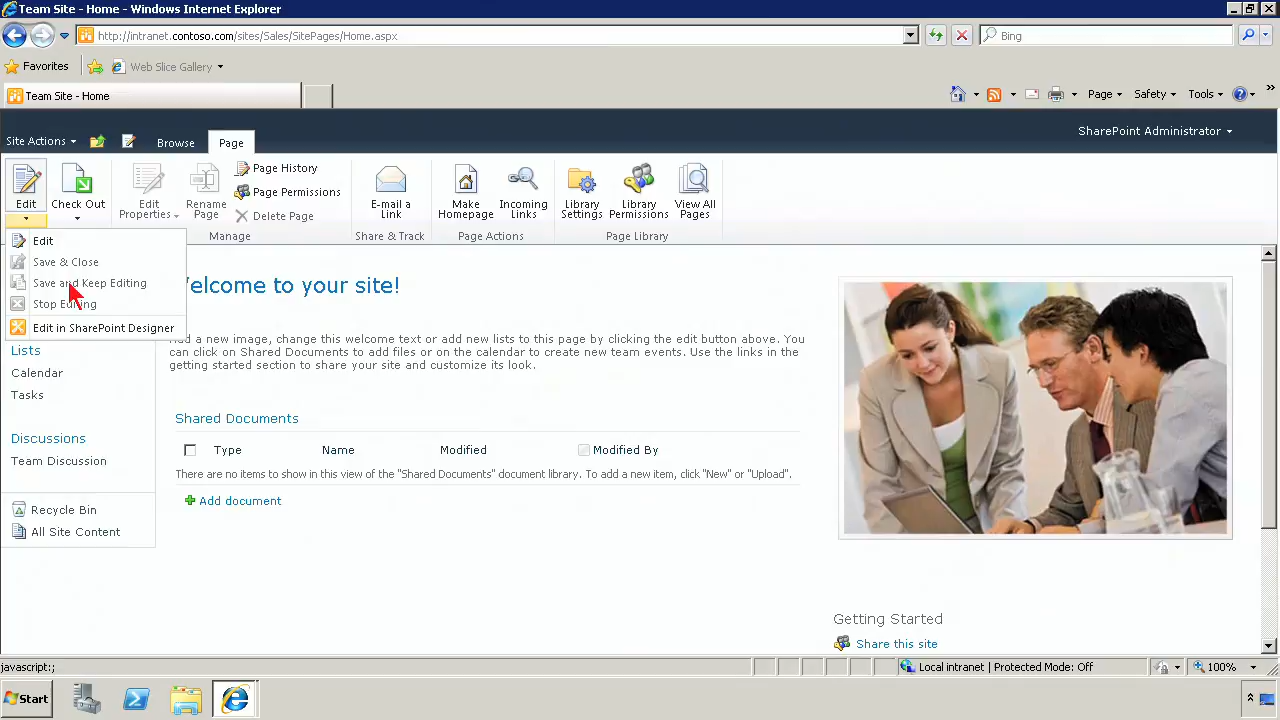 Team Site - Home - Windows Internet Explorer
http://intranet.contoso.com/sites/Sales/SitePages/Home.aspx
Bing
Favorites
Web Slice Gallery
Team Site - Home
Page
Safety
Tools
Site Actions
Browse
Page
SharePoint Administrator
Edit
Check Out
Edit Properties
Rename Page
Page History
Page Permissions
Delete Page
E-mail a Link
Make Homepage
Incoming Links
Library Settings
Library Permissions
View All Pages
Manage
Share & Track
Page Actions
Page Library
Edit
Save & Close
Save and Keep Editing
Stop Editing
Edit in SharePoint Designer
Lists
Calendar
Tasks
Discussions
Team Discussion
Recycle Bin
All Site Content
elcome to your site!
dd a new image, change this welcome text or add new lists to this page by clicking the edit button above. You
can click on Shared Documents to add files or on the calendar to create new team events. Use the links in the
getting started section to share your site and customize its look.
Shared Documents
Type Name Modified Modified By
There are no items to show in this view of the "Shared Documents" document library. To add a new item, click "New" or "Upload".
Add document
Getting Started
Share this site
javascript:;
Local intranet | Protected Mode: Off
100%
Start